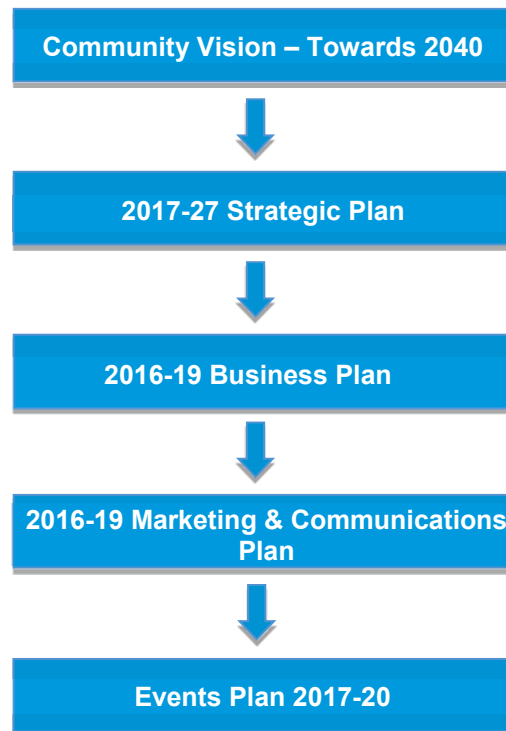 Community Vision – Towards 2040
2017-27 Strategic Plan
2016-19 Business Plan
2016-19 Marketing & Communications
Plan
Events Plan 2017-20